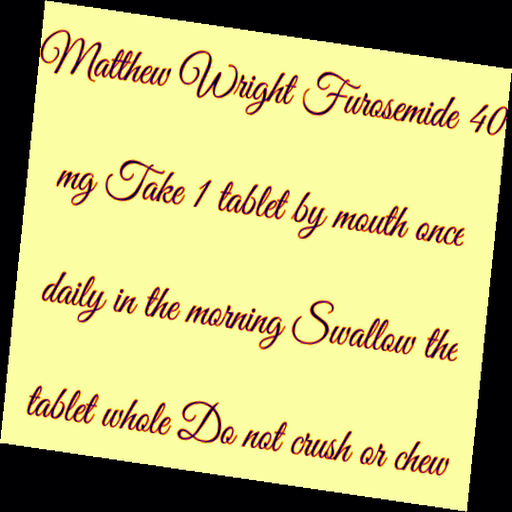 Matthew Wright Furosemide 40
mg Take 1 tablet by mouth once
daily in the morning Swallow the
tablet whole Do not crush or chew